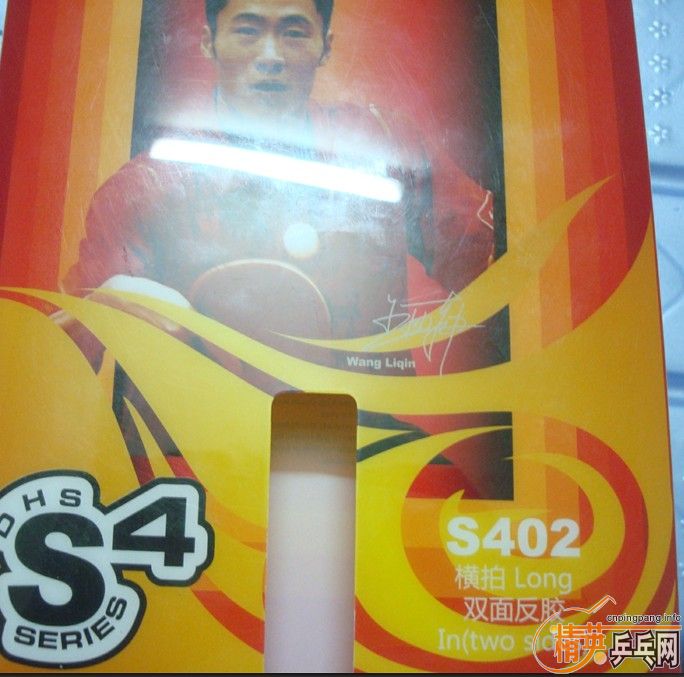 Wang Liqin
DHS
S4
SERIES
S402
横拍 Long
双面反胶
In(two sid
cnpingpang.info
精英乒乓网